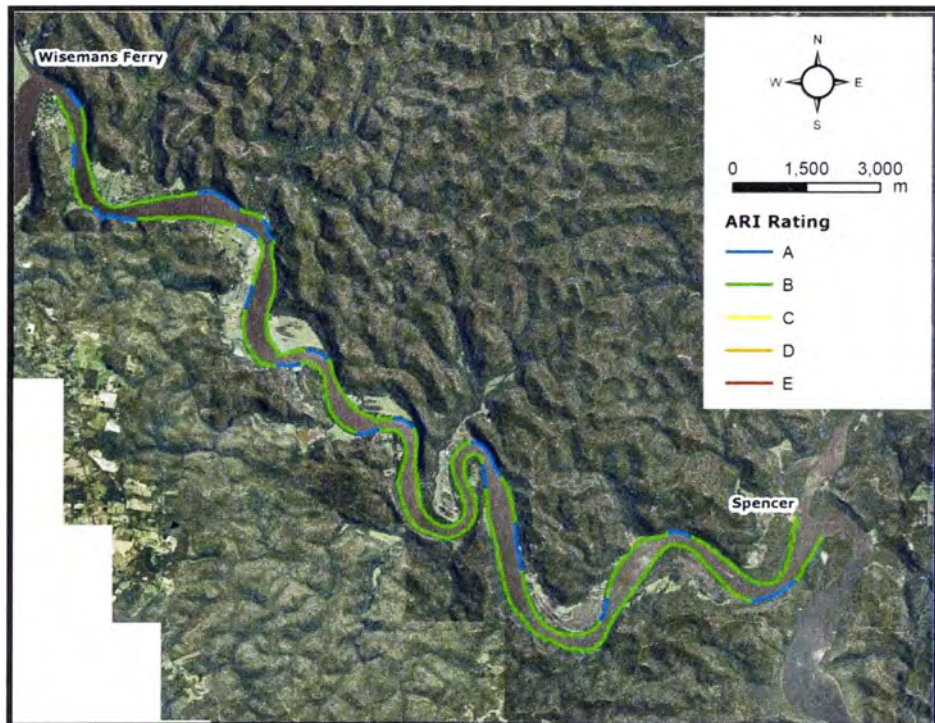 Wisemans Ferry
N
W E
S
0 1,500 3,000
m
ARI Rating
A
B
C
D
E
Spencer